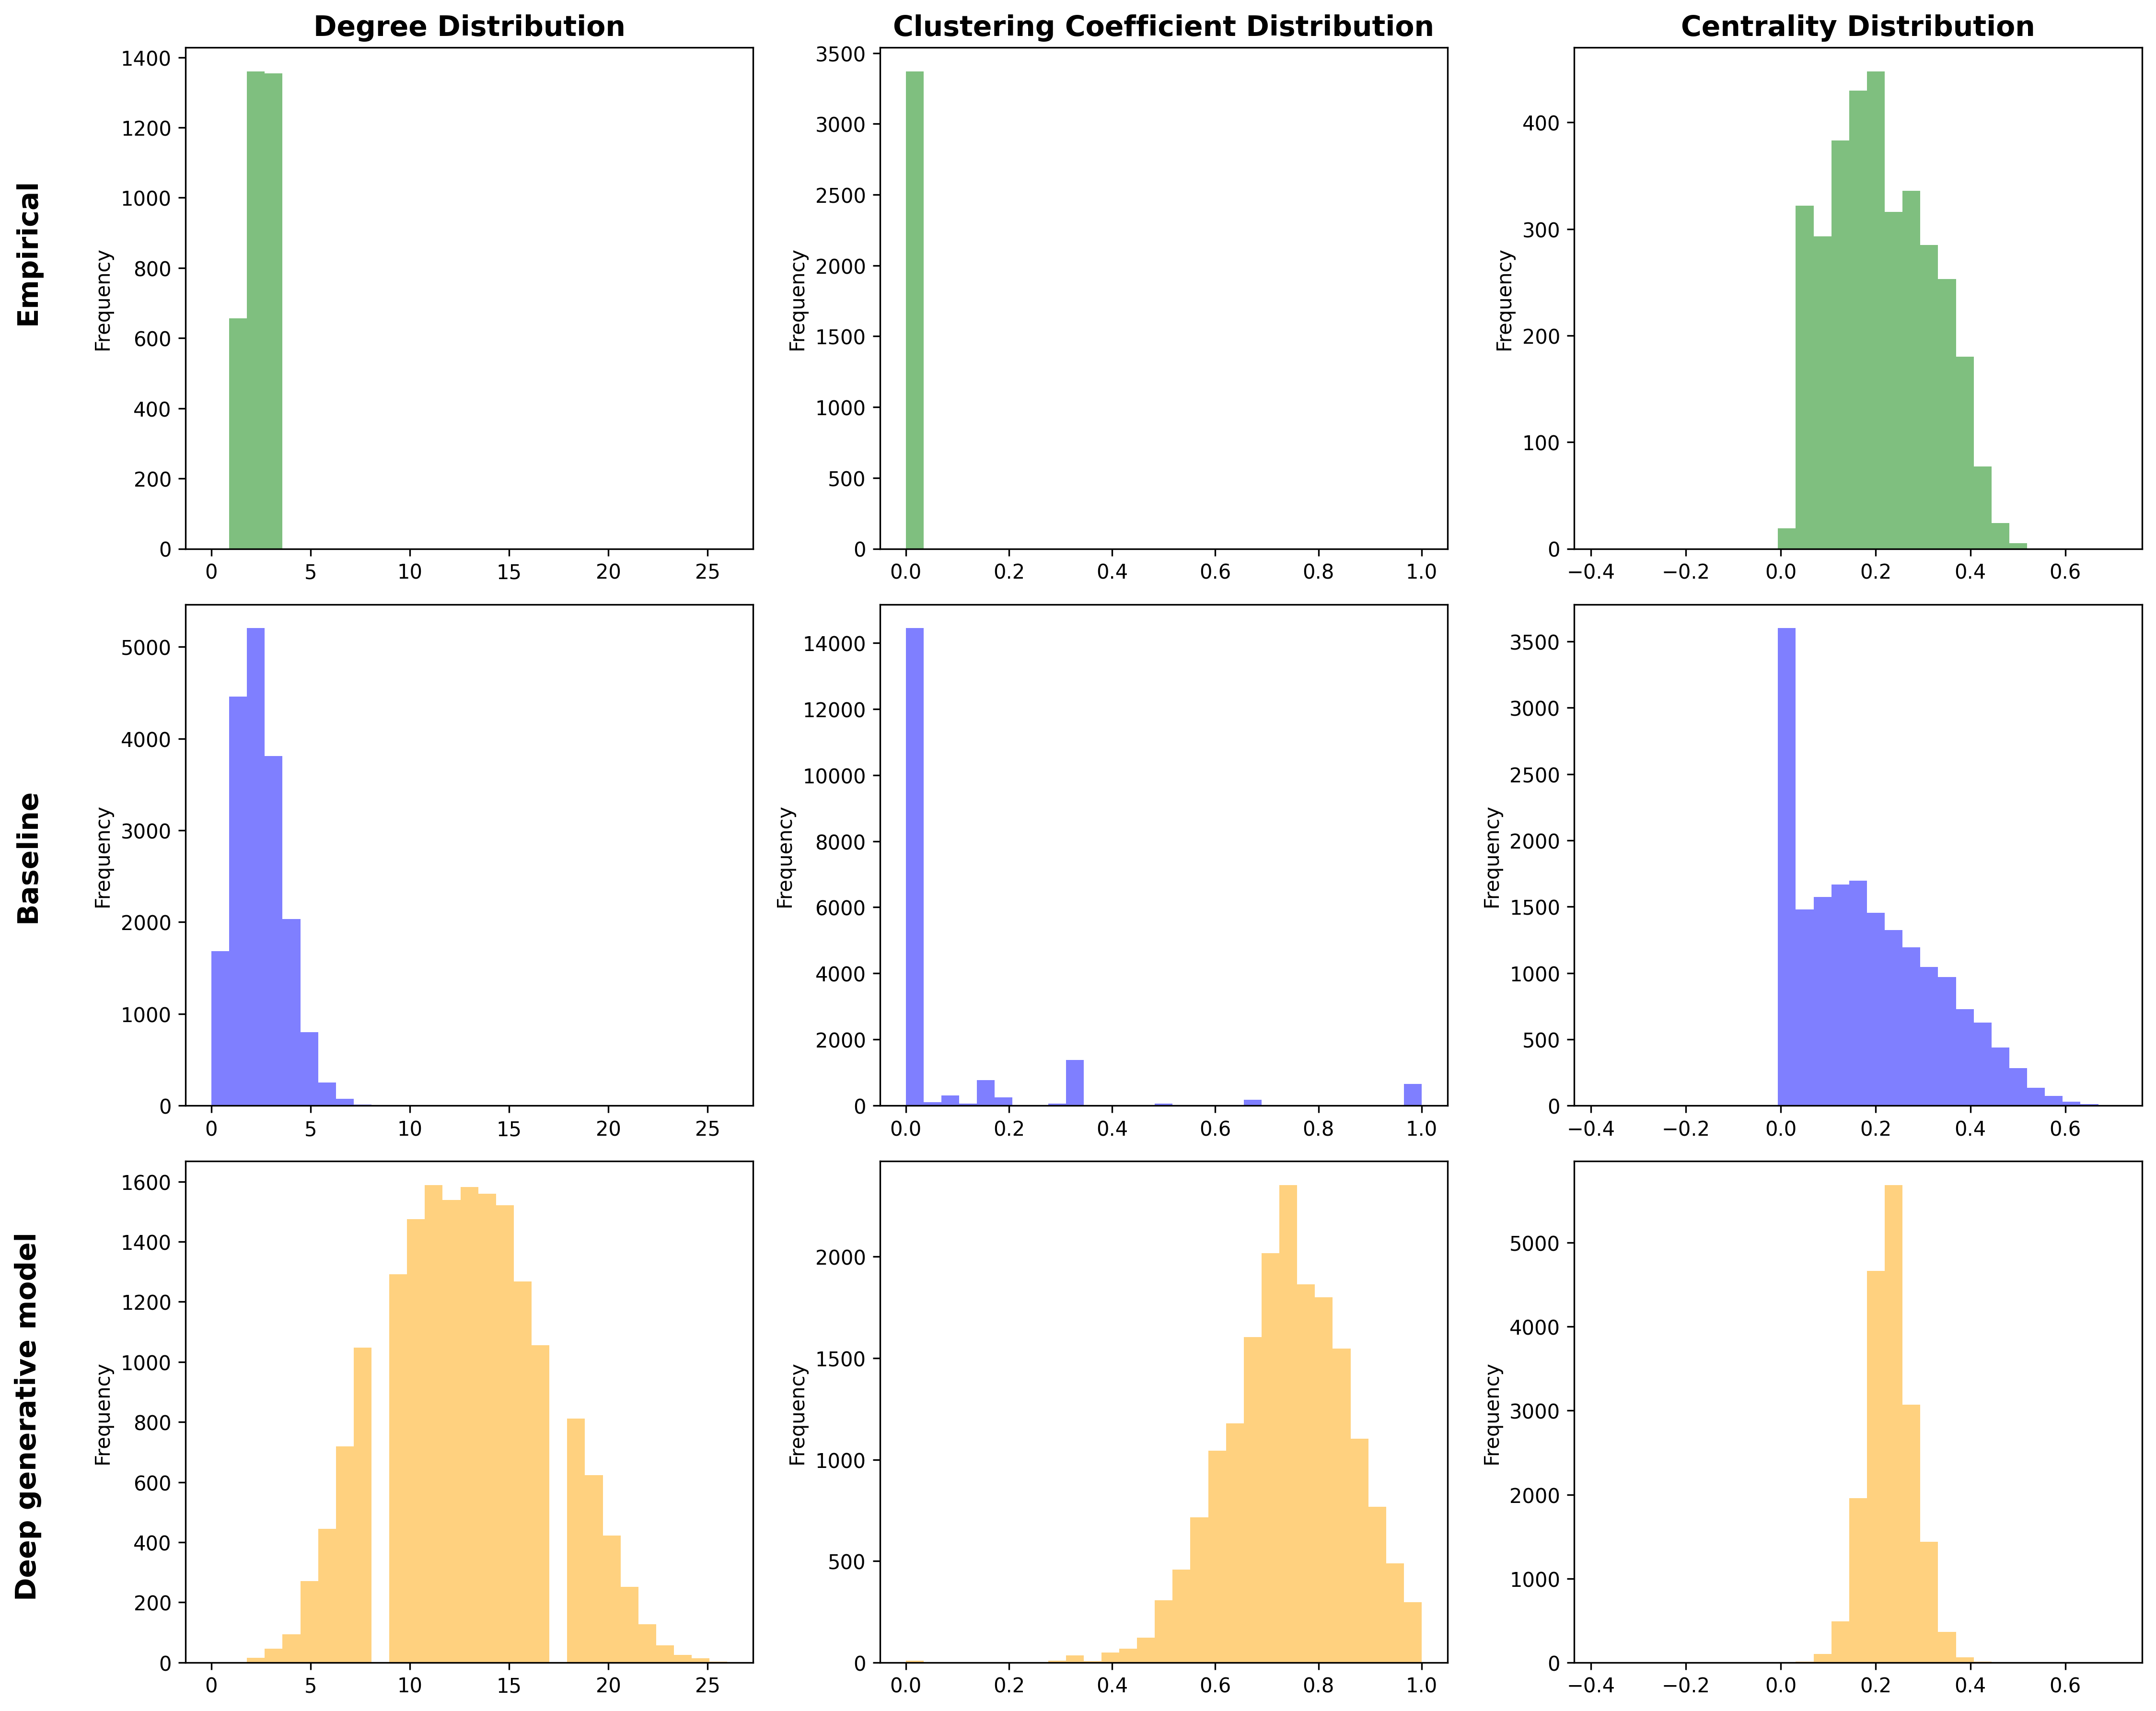 Degree Distribution
Clustering Coefficient Distribution
Centrality Distribution
Empirical
Frequency
1400
1200
1000
800
600
400
200
0
0 5 10 15 20 25
Frequency
3500
3000
2500
2000
1500
1000
500
0
0.0 0.2 0.4 0.6 0.8 1.0
Frequency
400
300
200
100
0
−0.4 −0.2 0.0 0.2 0.4 0.6
Baseline
Frequency
5000
4000
3000
2000
1000
0
0 5 10 15 20 25
Frequency
14000
12000
10000
8000
6000
4000
2000
0
0.0 0.2 0.4 0.6 0.8 1.0
Frequency
3500
3000
2500
2000
1500
1000
500
0
−0.4 −0.2 0.0 0.2 0.4 0.6
Deep generative model
Frequency
1600
1400
1200
1000
800
600
400
200
0
0 5 10 15 20 25
Frequency
2000
1500
1000
500
0
0.0 0.2 0.4 0.6 0.8 1.0
Frequency
5000
4000
3000
2000
1000
0
−0.4 −0.2 0.0 0.2 0.4 0.6